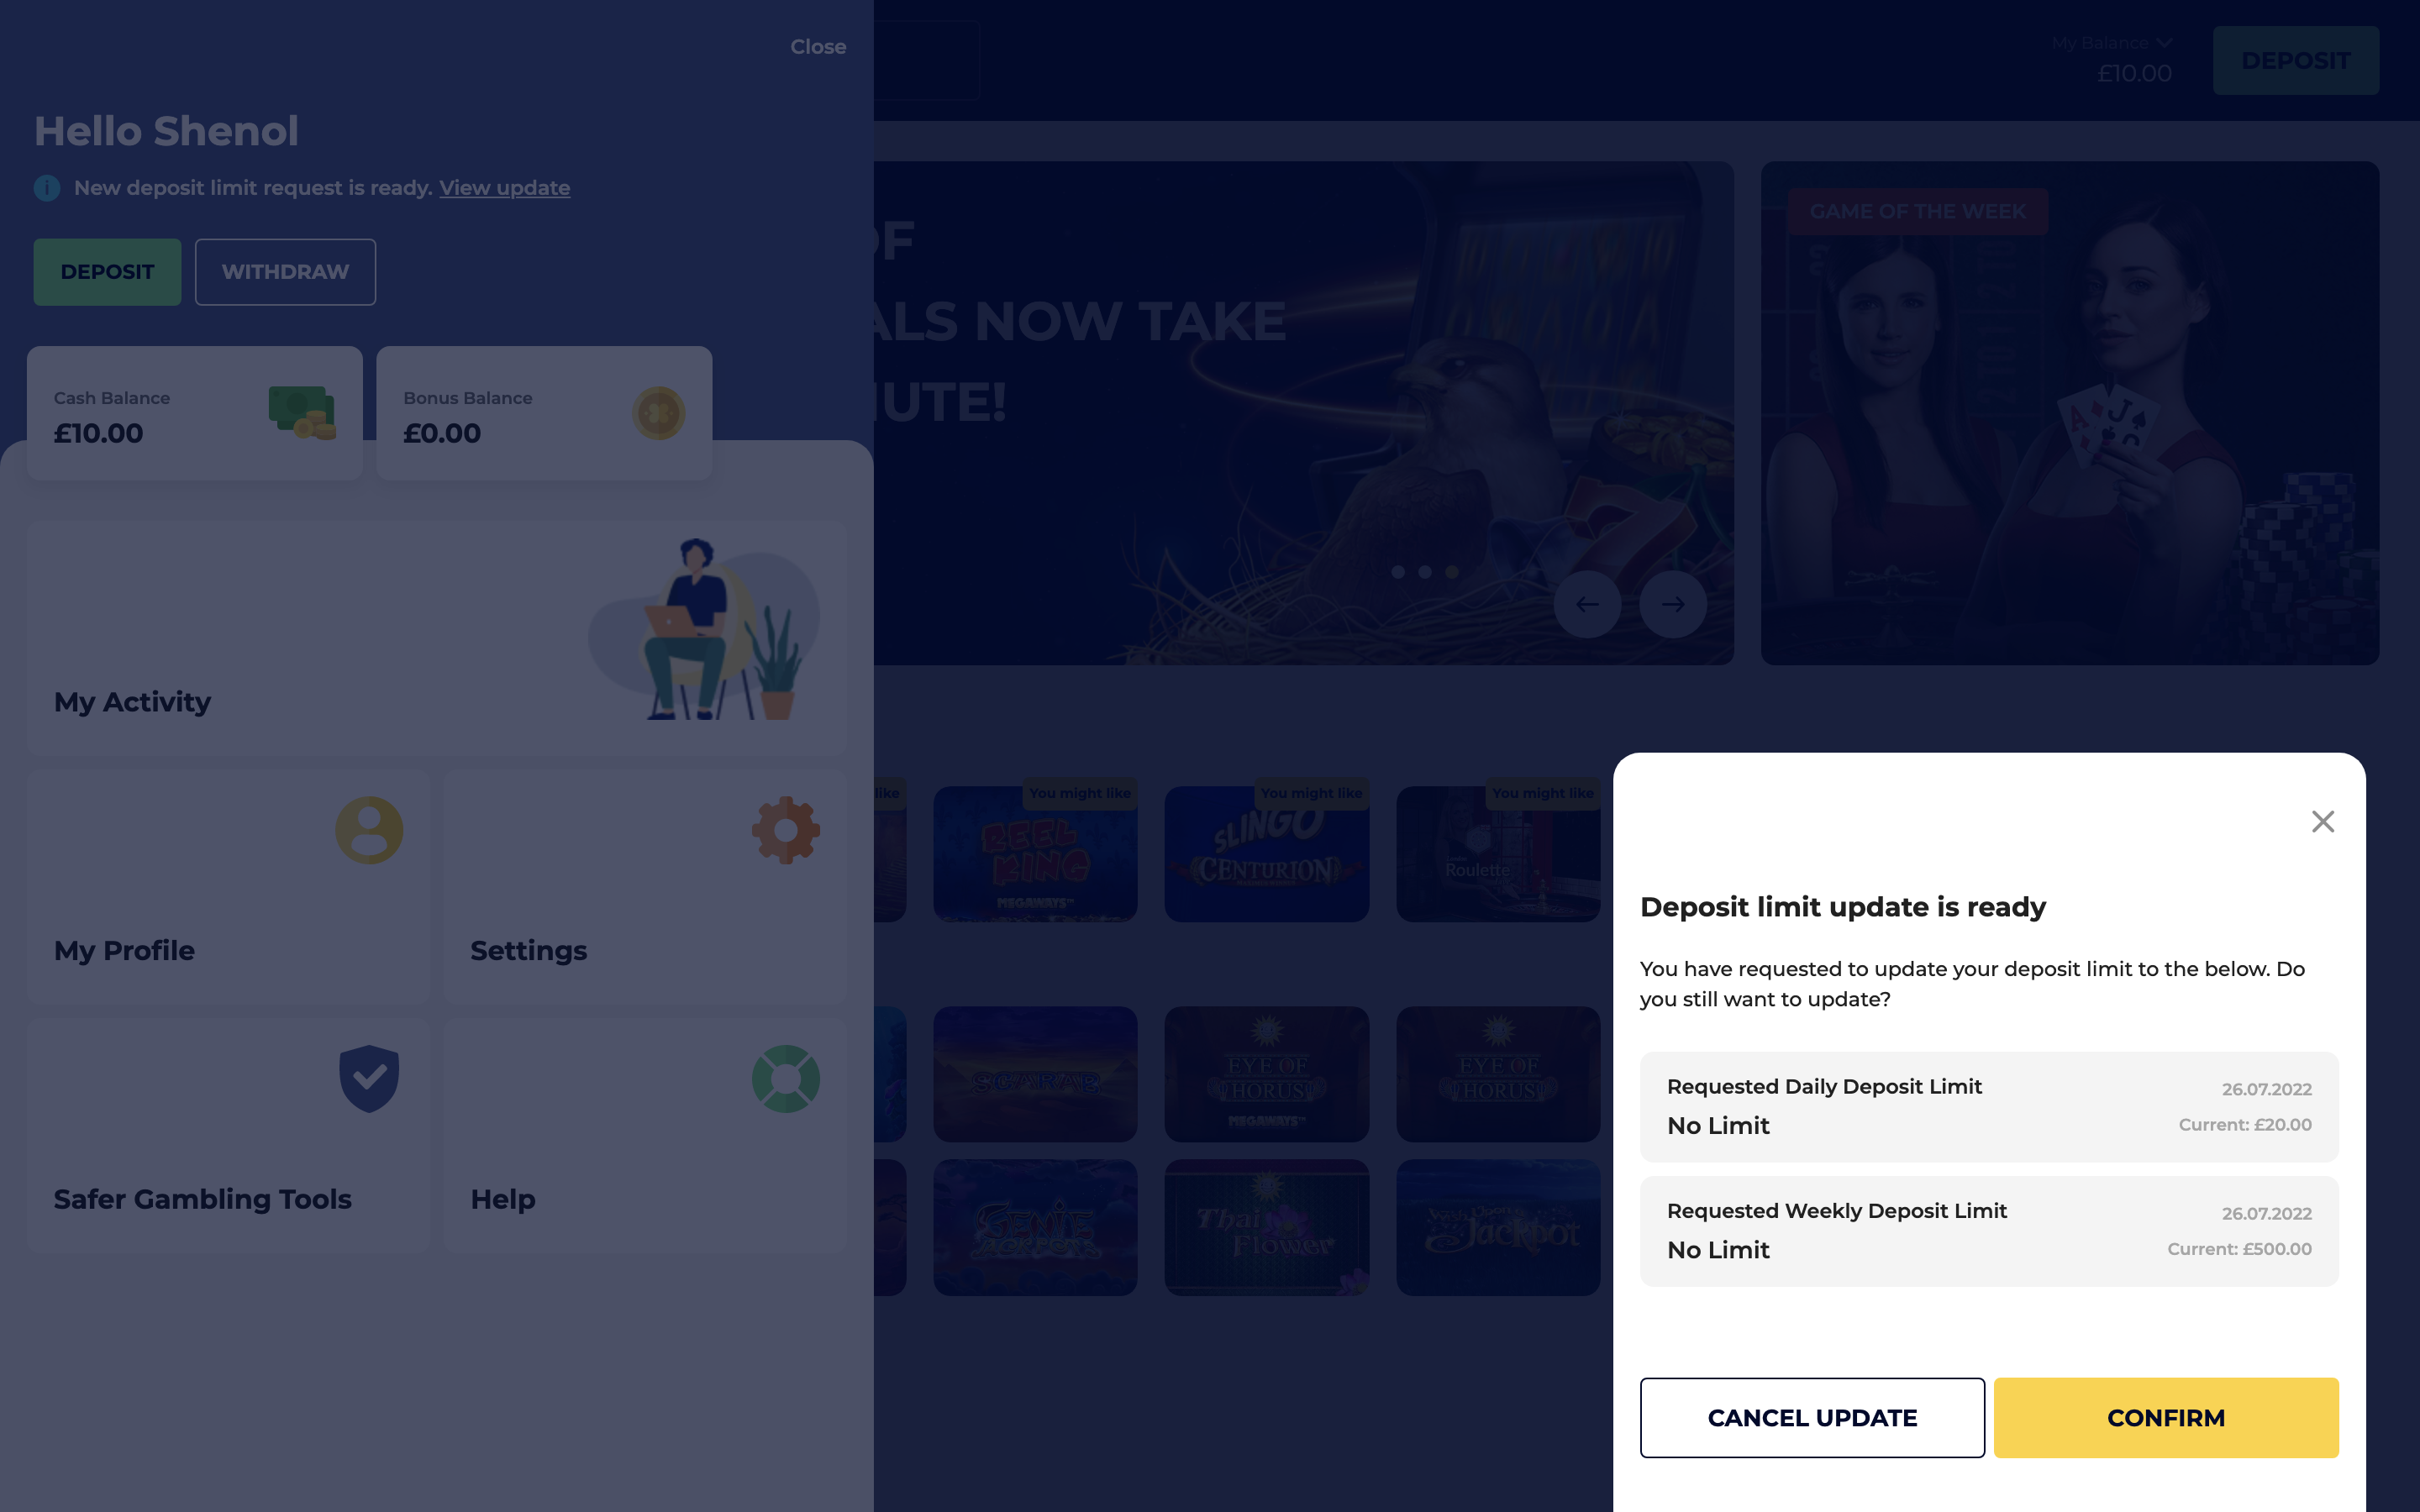 Close
Hello Shenol
New deposit limit request is ready. View update
DEPOSIT
WITHDRAW
Cash Balance
£10.00
Bonus Balance
£0.00
My Activity
My Profile
Settings
Safer Gambling Tools
Help
My Balance
£10.00
DEPOSIT
OF
ALS NOW TAKE
NUTE!
GAME OF THE WEEK
like
You might like
You might like
You might like
REEL
KING
MEGAWAYS™
SLINGO
CENTURION
Roulette
SCARAB
EYE OF
HORUS
MEGAWAYS™
EYE OF
HORUS
GENIE
JACKPOTS
Thai
Flower
Wish Upon a
Jackpot
Deposit limit update is ready
You have requested to update your deposit limit to the below. Do
you still want to update?
Requested Daily Deposit Limit
26.07.2022
No Limit
Current: £20.00
Requested Weekly Deposit Limit
26.07.2022
No Limit
Current: £500.00
CANCEL UPDATE
CONFIRM